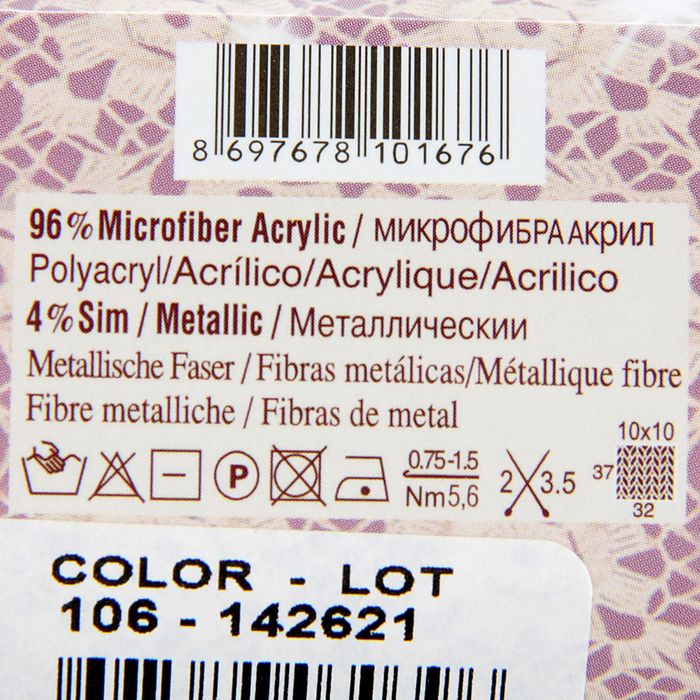 8 697678 101676
96% Microfiber Acrylic / МИКРОФИБРА АКРИЛ
Polyacryl/Acrílico/Acrylique/Acrilico
4% Sim / Metallic / Металлическии
Metallische Faser / Fibras metálicas/Métallique fibre
Fibre metalliche / Fibras de metal
P
0.75-1.5
Nm5,6
2 3.5
10x10
37
32
COLOR - LOT
106 - 142621